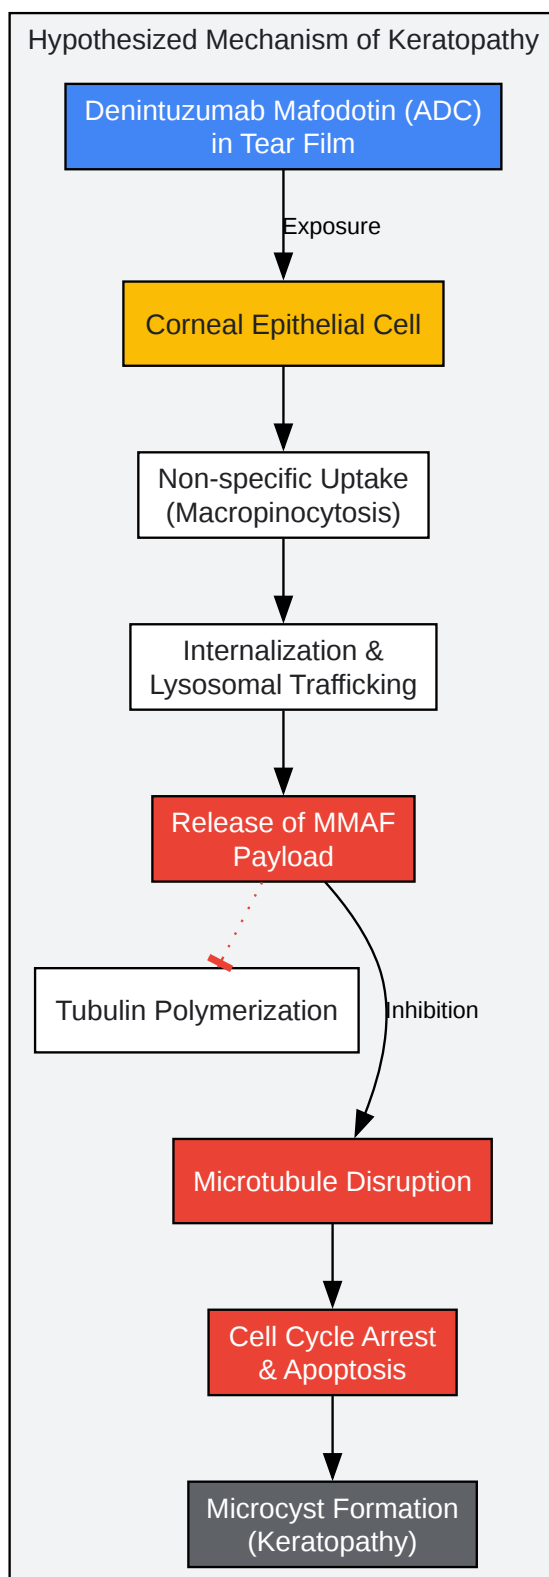 Hypothesized Mechanism of Keratopathy
Denintuzumab Mafodotin (ADC)
in Tear Film
Exposure
Corneal Epithelial Cell
Non-specific Uptake
(Macropinocytosis)
Internalization &
Lysosomal Trafficking
Release of MMAF
Payload
Tubulin Polymerization
Inhibition
Microtubule Disruption
Cell Cycle Arrest
& Apoptosis
Microcyst Formation
(Keratopathy)